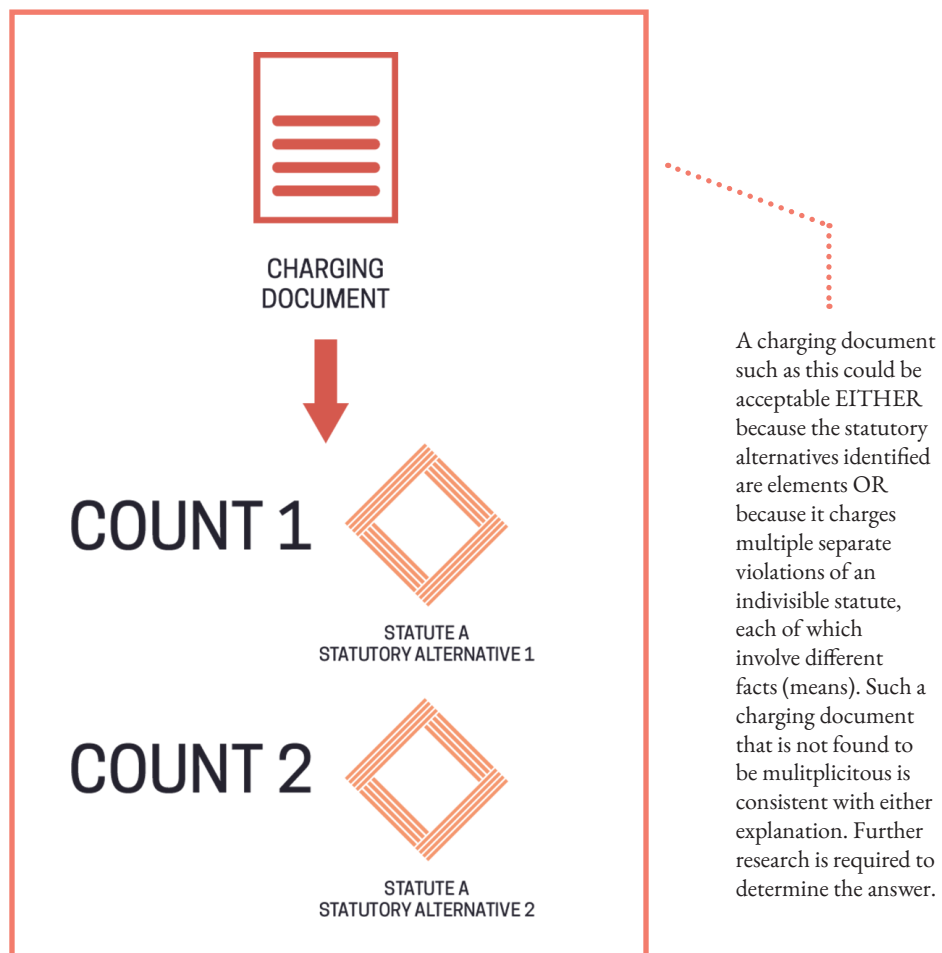 CHARGING
DOCUMENT
COUNT 1
STATUTE A
STATUTORY ALTERNATIVE 1
COUNT 2
STATUTE A
STATUTORY ALTERNATIVE 2
A charging document
such as this could be
acceptable EITHER
because the statutory
alternatives identified
are elements OR
because it charges
multiple separate
violations of an
indivisible statute,
each of which
involve different
facts (means). Such a
charging document
that is not found to
be mulitplicitous is
consistent with either
explanation. Further
research is required to
determine the answer.